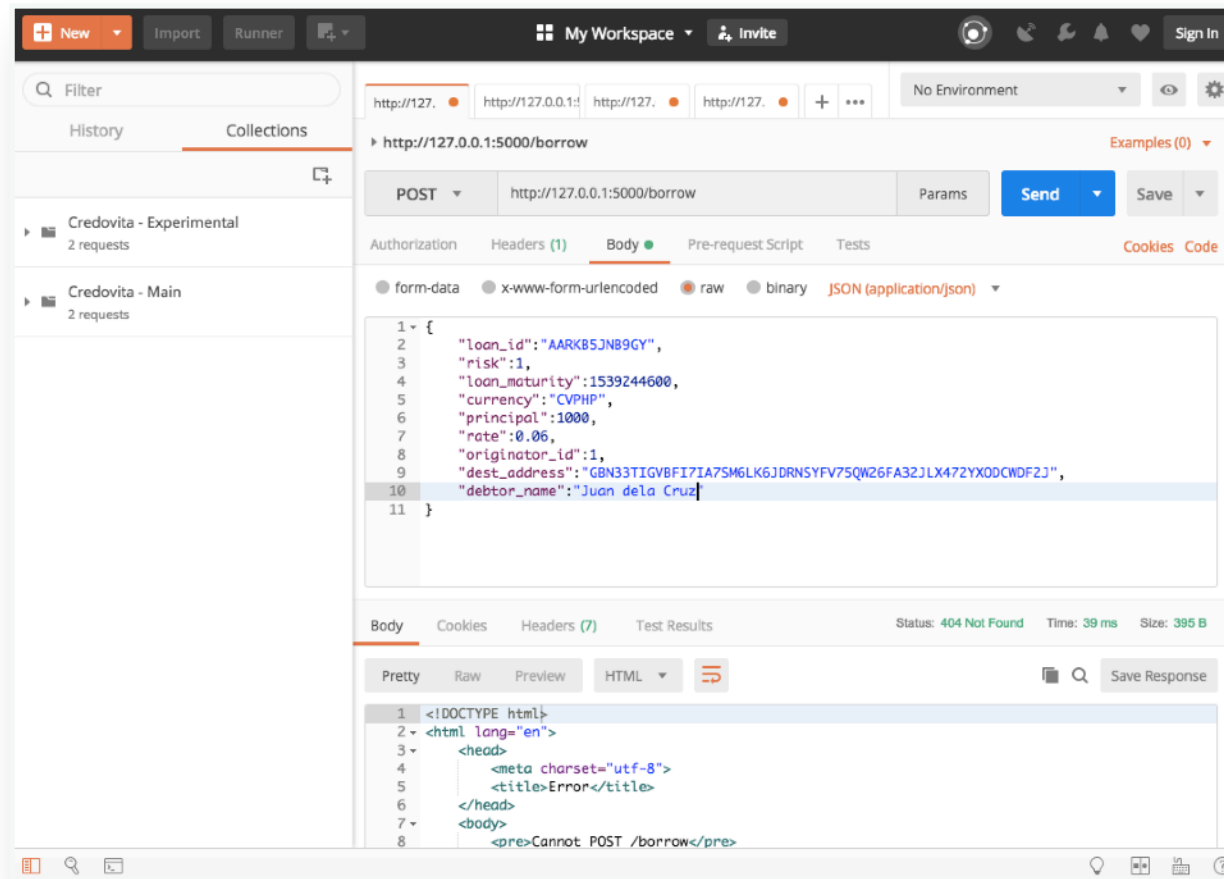 New Import Runner My Workspace Invite Sign In
Filter
History Collections
Credovita - Experimental
2 requests
Credovita - Main
2 requests
http://127. http://127.0.0.1:5 http://127. http://127. + ••• No Environment
http://127.0.0.1:5000/borrow Examples (0)
POST http://127.0.0.1:5000/borrow Params Send Save
Authorization Headers (1) Body Pre-request Script Tests Cookies Code
form-data x-www-form-urlencoded raw binary JSON (application/json)
1 {
2 "loan_id":"AARKB5JNB9GY",
3 "risk":1,
4 "loan_maturity":1539244600,
5 "currency":"CVPHP",
6 "principal":1000,
7 "rate":0.06,
8 "originator_id":1,
9 "dest_address":"GBN33TIGVBFI7IA7SM6LK6JDRNSYFV75QW26FA32JLX472YXODCWDF2J",
10 "debtor_name":"Juan dela Cruz"
11 }
Body Cookies Headers (7) Test Results Status: 404 Not Found Time: 39 ms Size: 395 B
Pretty Raw Preview HTML Save Response
1 <!DOCTYPE html>
2 <html lang="en">
3 <head>
4 <meta charset="utf-8">
5 <title>Error</title>
6 </head>
7 <body>
8 <pre>Cannot POST /borrow</pre>